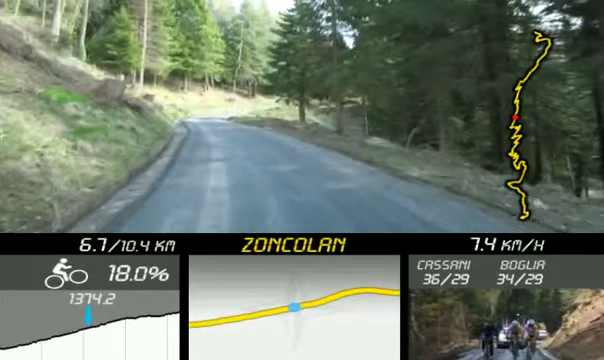 6.7/10.4 KM
ZONCOLAN
7.4 KM/H
18.0%
1374.2
CASSANI BOGLIA
36/29 34/29